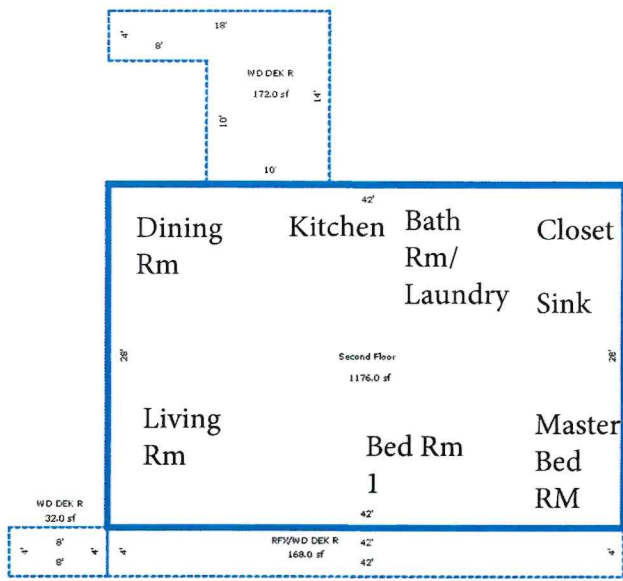 18'
4'
8'
WD DEK R
172.0 sf
14'
10'
10'
42'
Dining
Rm
Kitchen
Bath
Rm/
Laundry
Closet
Sink
28'
Second Floor
1176.0 sf
28'
Living
Rm
Bed Rm
1
Master
Bed
RM
42'
WD DEK R
32.0 sf
8'
4'
4'
8'
RFX/WD DEK R
168.0 sf
42'
4'
4'
42'